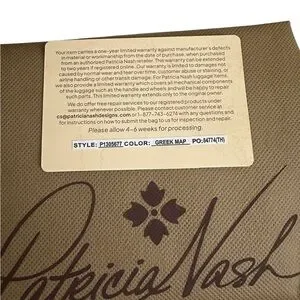 Your item carries a one-year limited warranty against manufacturer's defects
in material or workmanship from the date of purchase, when purchased
from an authorized Patricia Nash retailer. This warranty can be extended
to two years if registered online. Our warranty is limited to damages not
caused by normal wear and tear over time, customer abuse or staining, or
airline handling or other transit damage. For Patricia Nash luggage items,
we also provide a limited warranty which covers all mechanical components
of the luggage such as the handle and wheels and will be highly to repair
such parts. This limited warranty extends only to the original power.
We do offer free repair services to our registered products under
warranty whenever possible. Please contact customer service at
cs@patricianashdesigns.com or 1-877-743-6274 with any questions and
for instructions on how to submit the bag to us for inspection and repair.
Please allow 4-6 weeks for processing.
STYLE: P1305677 COLOR: GREEK MAP PO: 84774(TH)
Patricia Nash